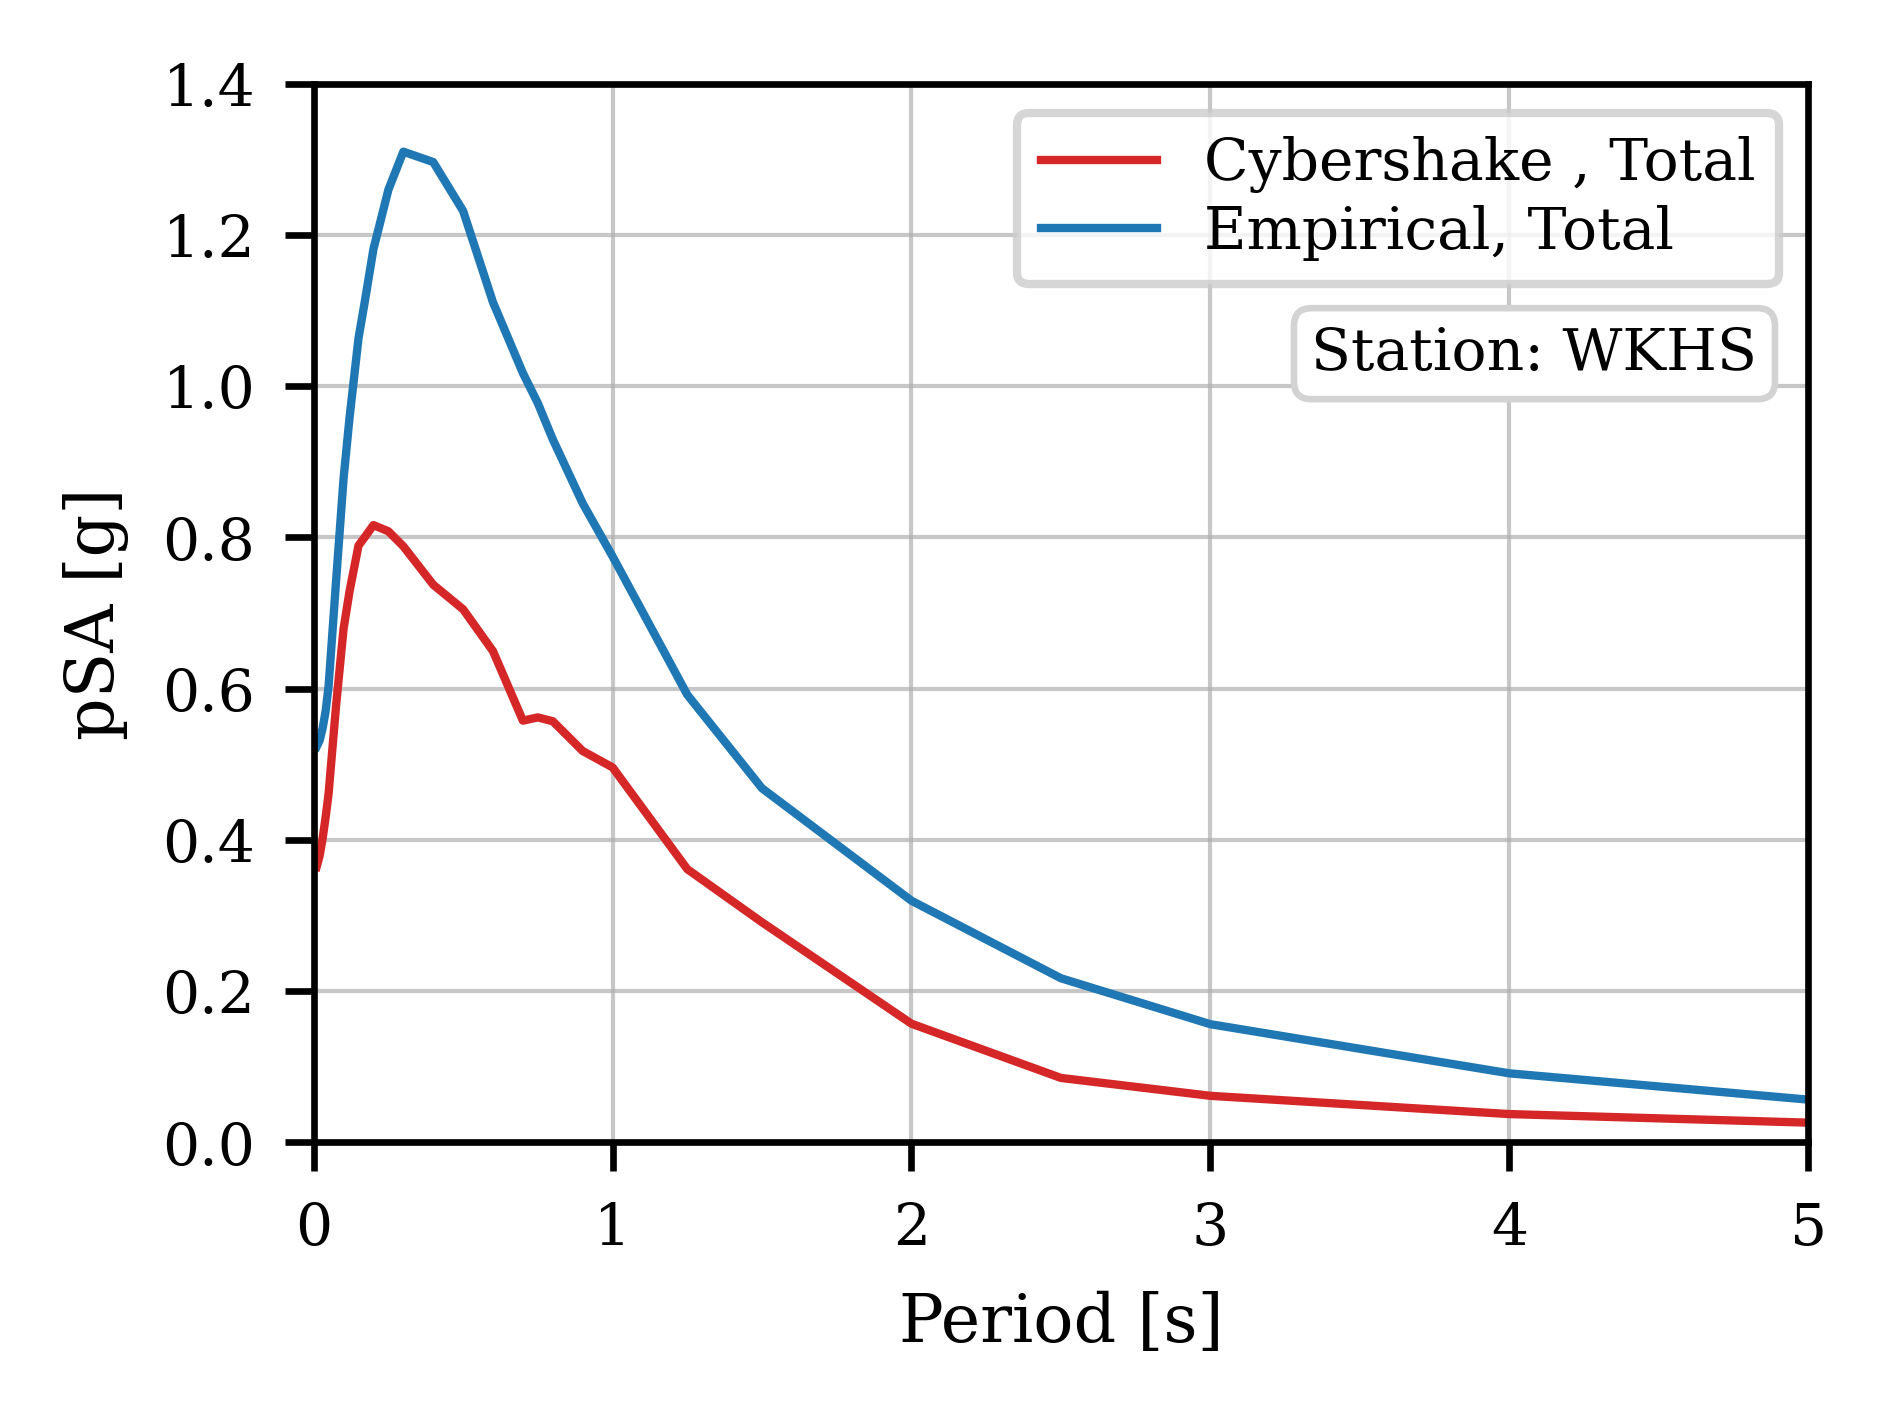 1.4
1.2
1.0
0.8
0.6
0.4
0.2
0.0
pSA [g]
Cybershake , Total
Empirical, Total
Station: WKHS
0 1 2 3 4 5
Period [s]